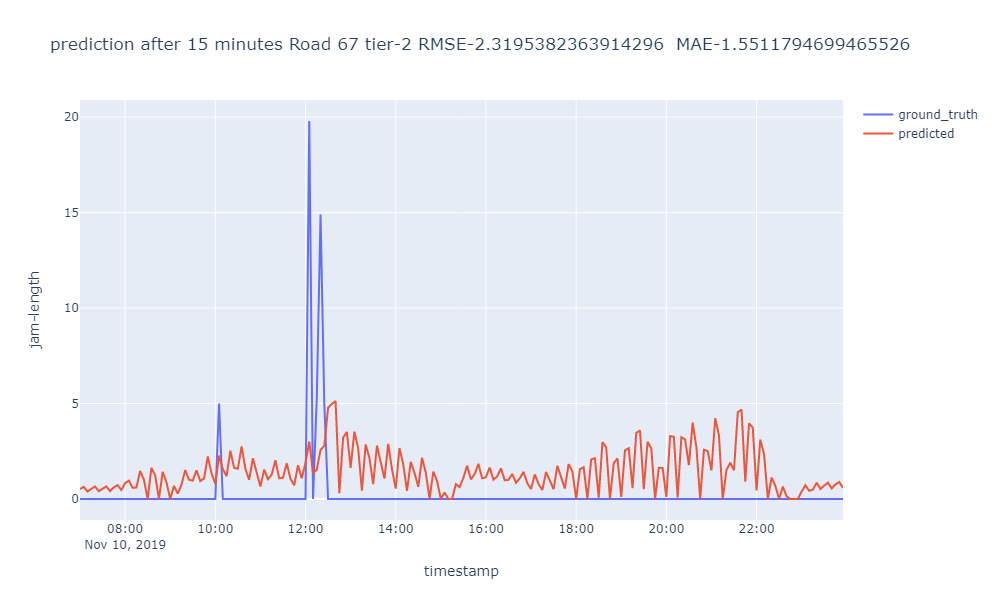 prediction after 15 minutes Road 67 tier-2 RMSE-2.3195382363914296  MAE-1.5511794699465526
ground_truth
predicted
20
15
10
5
0
jam-length
08:00 10:00 12:00 14:00 16:00 18:00 20:00 22:00
Nov 10, 2019
timestamp